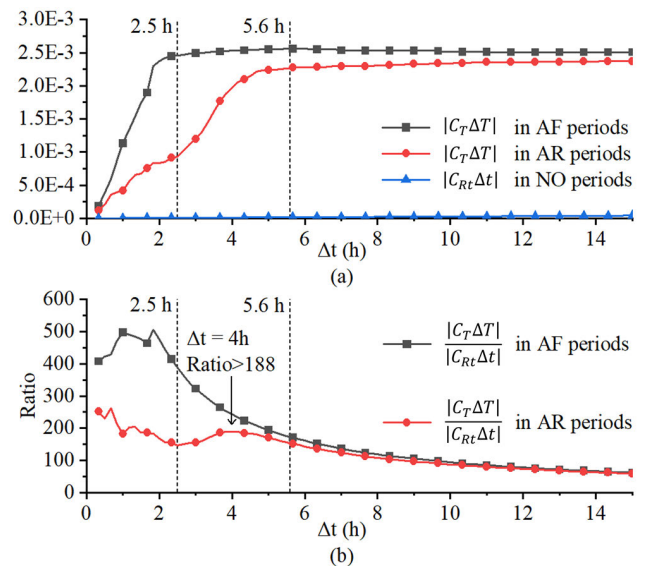 (a)
2.5 h
5.6 h
3.0E-3
2.5E-3
2.0E-3
1.5E-3
1.0E-3
5.0E-4
0.0E+0
|C_TΔT| in AF periods
|C_TΔT| in AR periods
|C_RtΔt| in NO periods
0 2 4 6 8 10 12 14
Δt (h)
(a)
2.5 h
5.6 h
Δt = 4h
Ratio>188
Ratio
600
500
400
300
200
100
0
|C_TΔT|
|C_RtΔt|
in AF periods
|C_TΔT|
|C_RtΔt|
in AR periods
0 2 4 6 8 10 12 14
Δt (h)
(b)